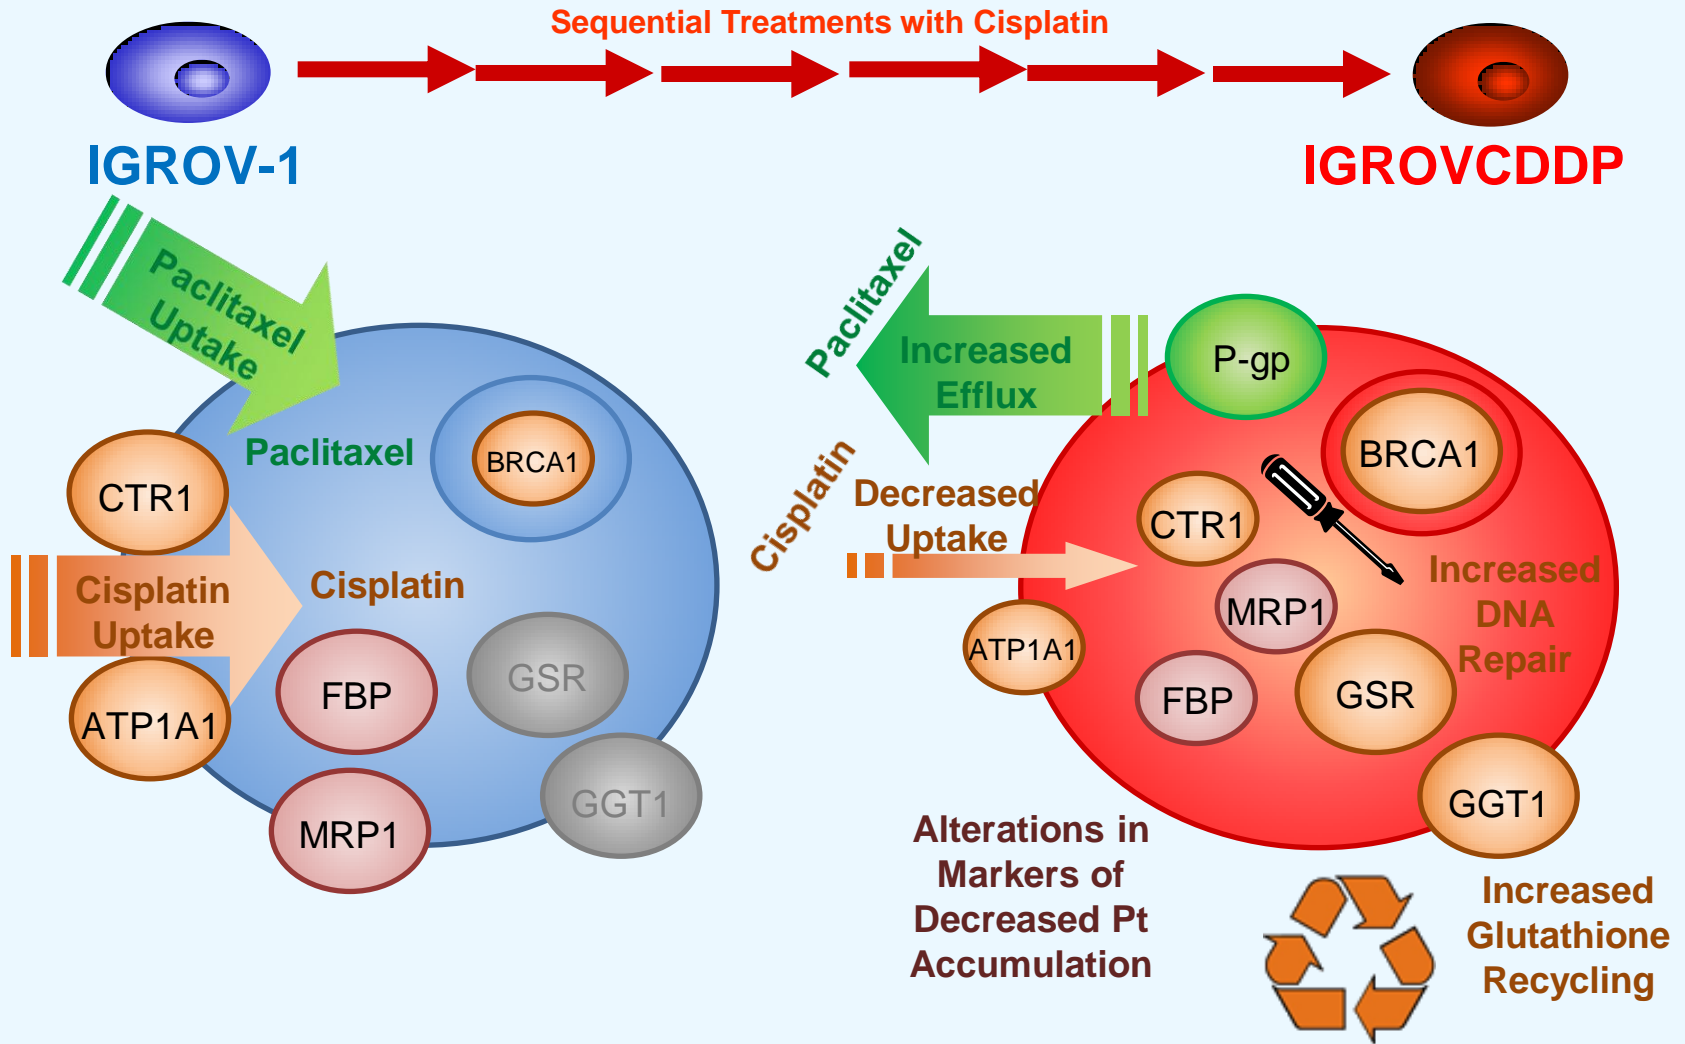 Sequential Treatments with Cisplatin
IGROV-1
IGROVCDDP
Paclitaxel
Uptake
Paclitaxel
BRCA1
CTR1
Cisplatin
Uptake
Cisplatin
ATP1A1
FBP
GSR
MRP1
GGT1
Paclitaxel
Increased
Efflux
P-gp
BRCA1
Cisplatin
Decreased
Uptake
CTR1
MRP1
ATP1A1
FBP
GSR
Increased
DNA
Repair
GGT1
Alterations in
Markers of
Decreased Pt
Accumulation
Increased
Glutathione
Recycling